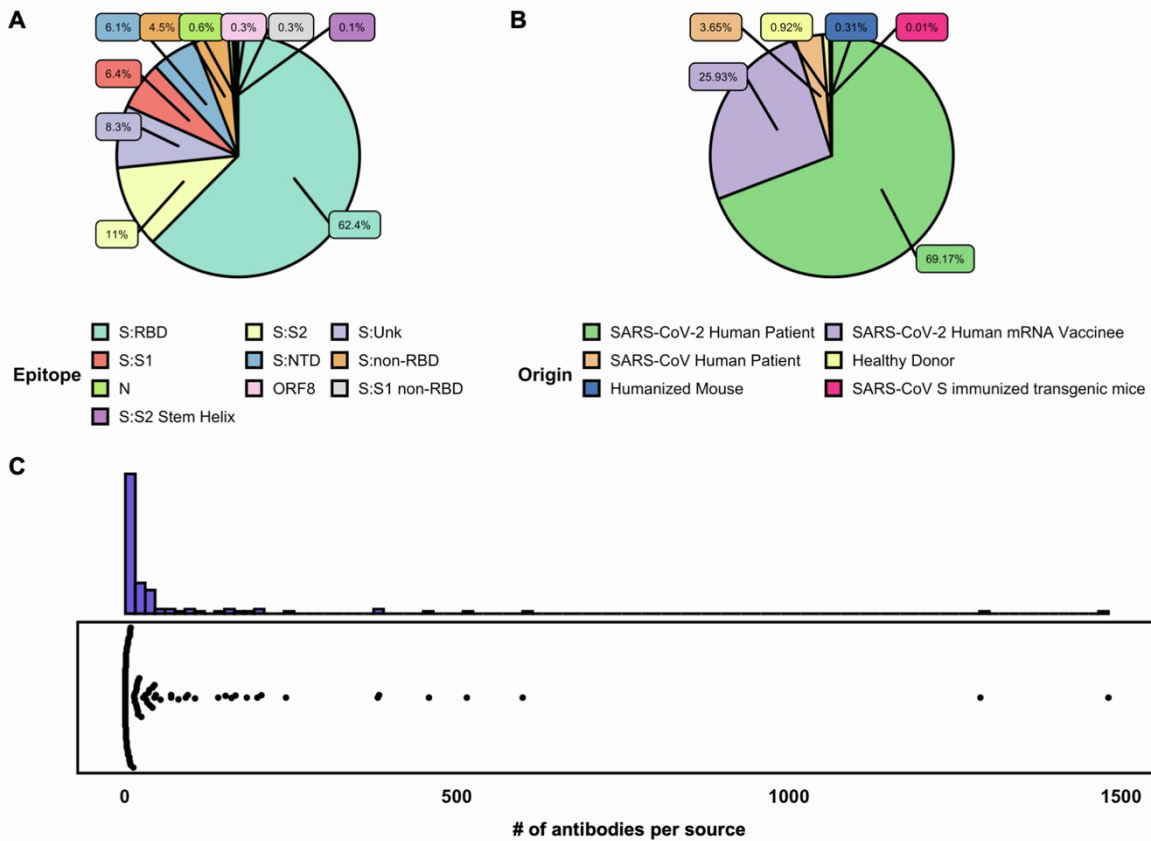 A
B
6.1%
4.5%
0.6%
0.3%
0.3%
0.1%
3.65%
0.92%
0.31%
0.01%
6.4%
25.93%
8.3%
11%
62.4%
69.17%
Epitope
S:RBD
S:S2
S:Unk
S:S1
S:NTD
S:non-RBD
N
ORF8
S:S1 non-RBD
S:S2 Stem Helix
Origin
SARS-CoV-2 Human Patient
SARS-CoV-2 Human mRNA Vaccinee
SARS-CoV Human Patient
Healthy Donor
Humanized Mouse
SARS-CoV S immunized transgenic mice
C
0
500
1000
1500
# of antibodies per source